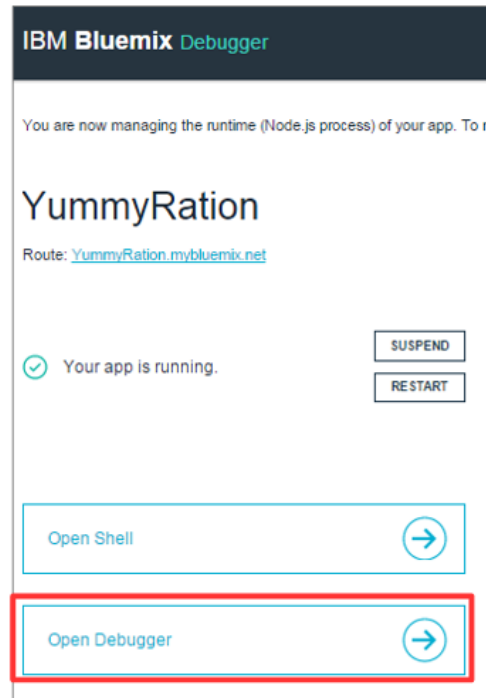 IBM Bluemix Debugger
You are now managing the runtime (Node.js process) of your app. To
YummyRation
Route: YummyRation.mybluemix.net
Your app is running.
SUSPEND
RESTART
Open Shell
Open Debugger